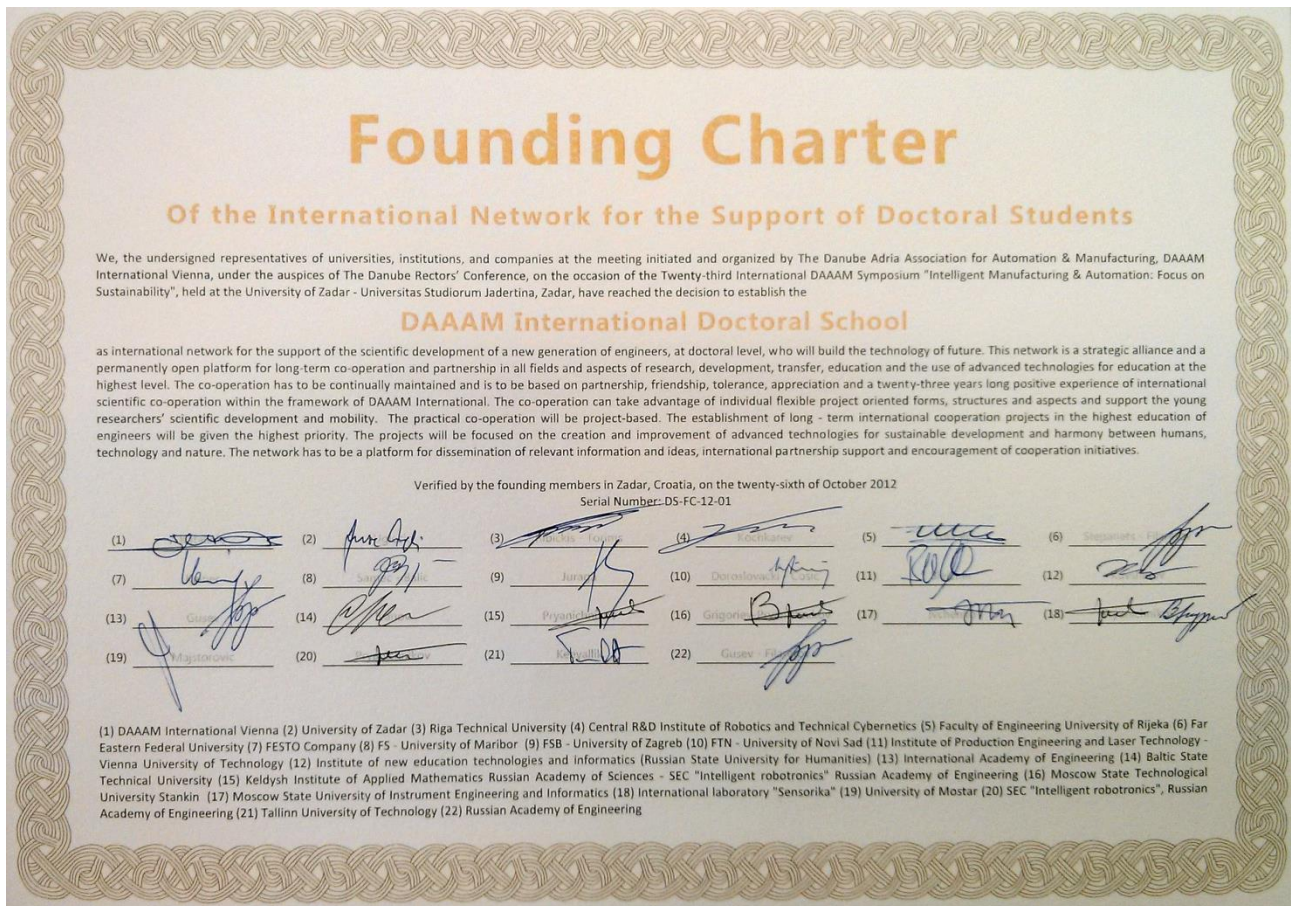 Founding Charter
Of the International Network for the Support of Doctoral Students
We, the undersigned representatives of universities, institutions, and companies at the meeting initiated and organized by The Danube Adria Association for Automation & Manufacturing, DAAAM
International Vienna, under the auspices of The Danube Rectors' Conference, on the occasion of the Twenty-third International DAAAM Symposium "Intelligent Manufacturing & Automation: Focus on
Sustainability", held at the University of Zadar - Universitas Studiorum Jadertina, Zadar, have reached the decision to establish the
DAAAM International Doctoral School
as international network for the support of the scientific development of a new generation of engineers, at doctoral level, who will build the technology of future. This network is a strategic alliance and a
permanently open platform for long-term co-operation and partnership in all fields and aspects of research, development, transfer, education and the use of advanced technologies for education at the
highest level. The co-operation has to be continually maintained and is to be based on partnership, friendship, tolerance, appreciation and a twenty-three years long positive experience of international
scientific co-operation within the framework of DAAAM International. The co-operation can take advantage of individual flexible project oriented forms, structures and aspects and support the young
researchers' scientific development and mobility. The practical co-operation will be project-based. The establishment of long - term international cooperation projects in the highest education of
engineers will be given the highest priority. The projects will be focused on the creation and improvement of advanced technologies for sustainable development and harmony between humans,
technology and nature. The network has to be a platform for dissemination of relevant information and ideas, international partnership support and encouragement of cooperation initiatives.
Verified by the founding members in Zadar, Croatia, on the twenty-sixth of October 2012
Serial Number: DS-FC-12-01
(1) (2) (3) (4) Kochkarev (5) (6)
(7) (8) (9) (10) Doroslovacki (11) (12)
(13) (14) (15) (16) (17) (18)
(19) Majstorovic (20) (21) (22) Gusev
(1) DAAAM International Vienna (2) University of Zadar (3) Riga Technical University (4) Central R&D Institute of Robotics and Technical Cybernetics (5) Faculty of Engineering University of Rijeka (6) Far
Eastern Federal University (7) FESTO Company (8) FS - University of Maribor (9) FSB - University of Zagreb (10) FTN - University of Novi Sad (11) Institute of Production Engineering and Laser Technology -
Vienna University of Technology (12) Institute of new education technologies and informatics (Russian State University for Humanities) (13) International Academy of Engineering (14) Baltic State
Technical University (15) Keldysh Institute of Applied Mathematics Russian Academy of Sciences - SEC "Intelligent robotronics" Russian Academy of Engineering (16) Moscow State Technological
University Stankin (17) Moscow State University of Instrument Engineering and Informatics (18) International laboratory "Sensorika" (19) University of Mostar (20) SEC "Intelligent robotronics", Russian
Academy of Engineering (21) Tallinn University of Technology (22) Russian Academy of Engineering